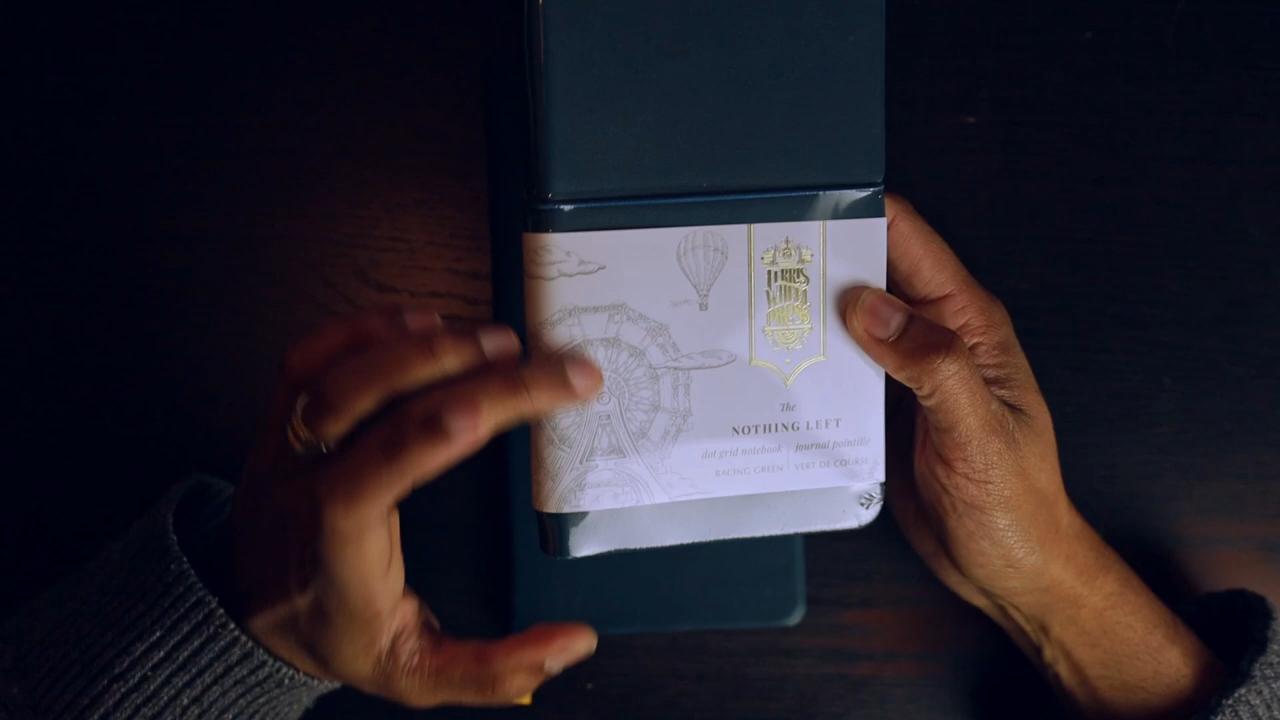 FERRIS
WHEEL
PRESS
The
NOTHING LEFT
dot grid notebook | journal pointillé
RACING GREEN | VERT DE COURSE